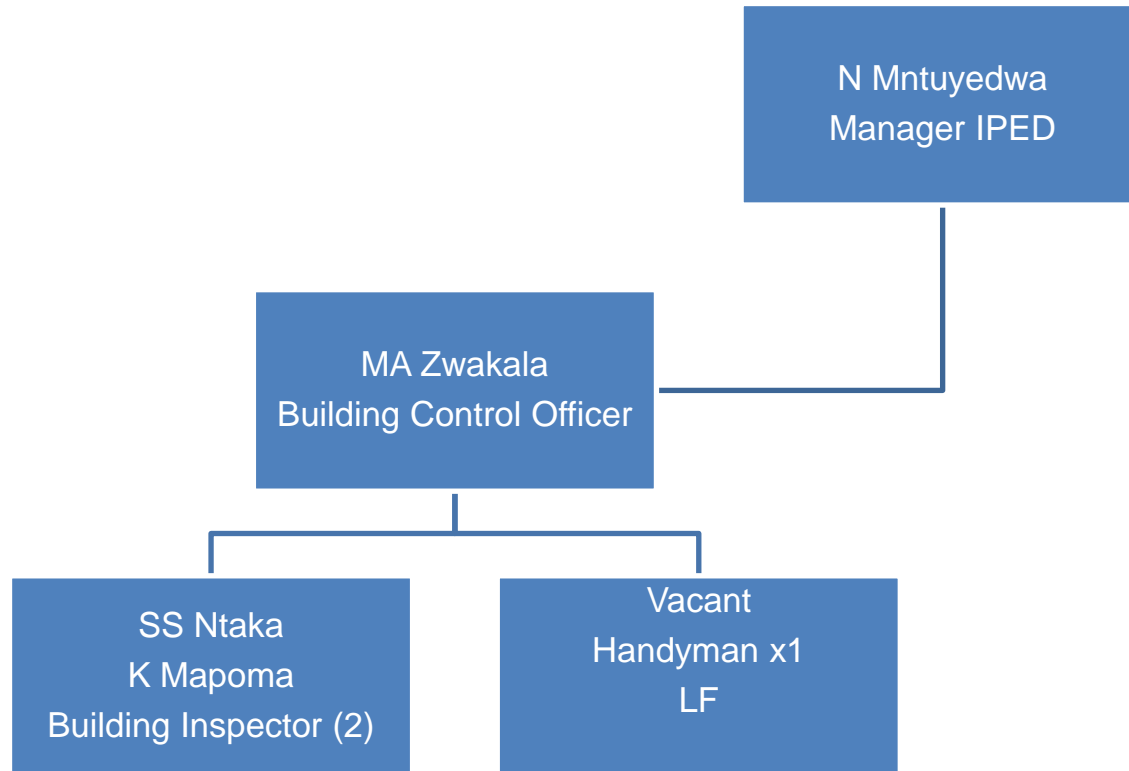 N Mntuyedwa
Manager IPED
MA Zwakala
Building Control Officer
SS Ntaka
K Mapoma
Building Inspector (2)
Vacant
Handyman x1
LF